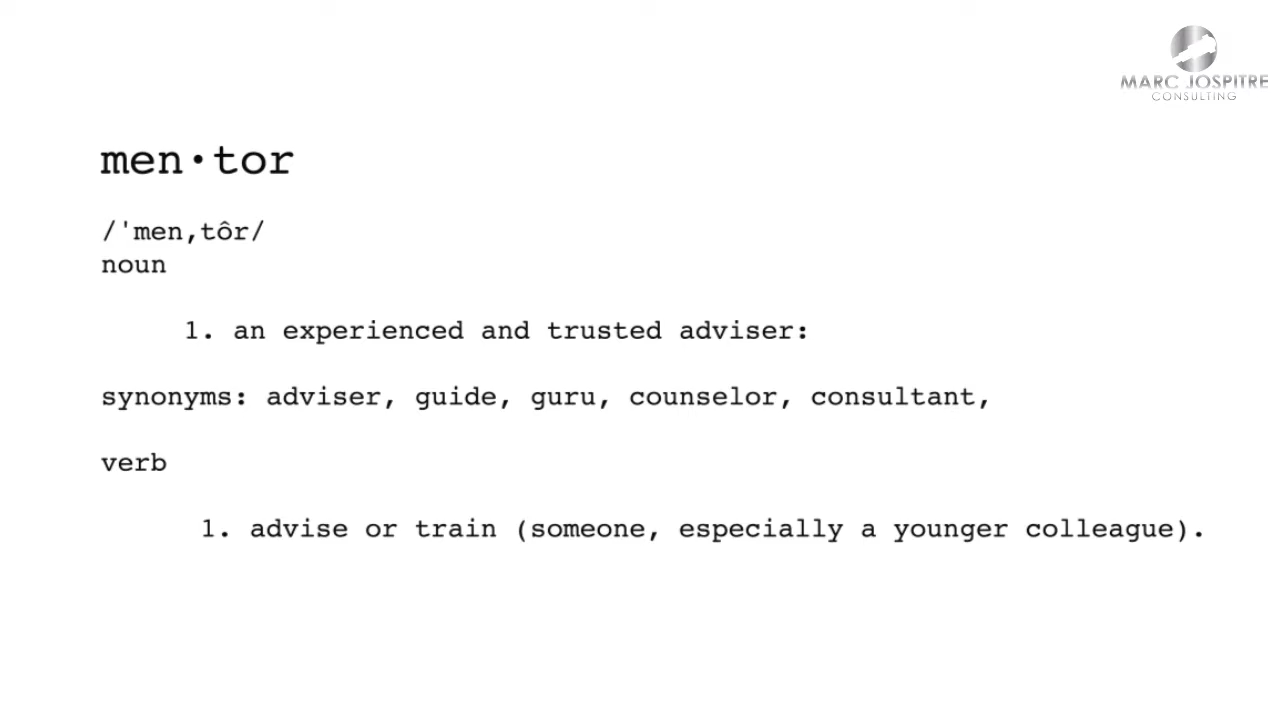 MARC JOSPITRE
CONSULTING
men·tor
/ˈmen,tôr/
noun
1. an experienced and trusted adviser:
synonyms: adviser, guide, guru, counselor, consultant,
verb
1. advise or train (someone, especially a younger colleague).